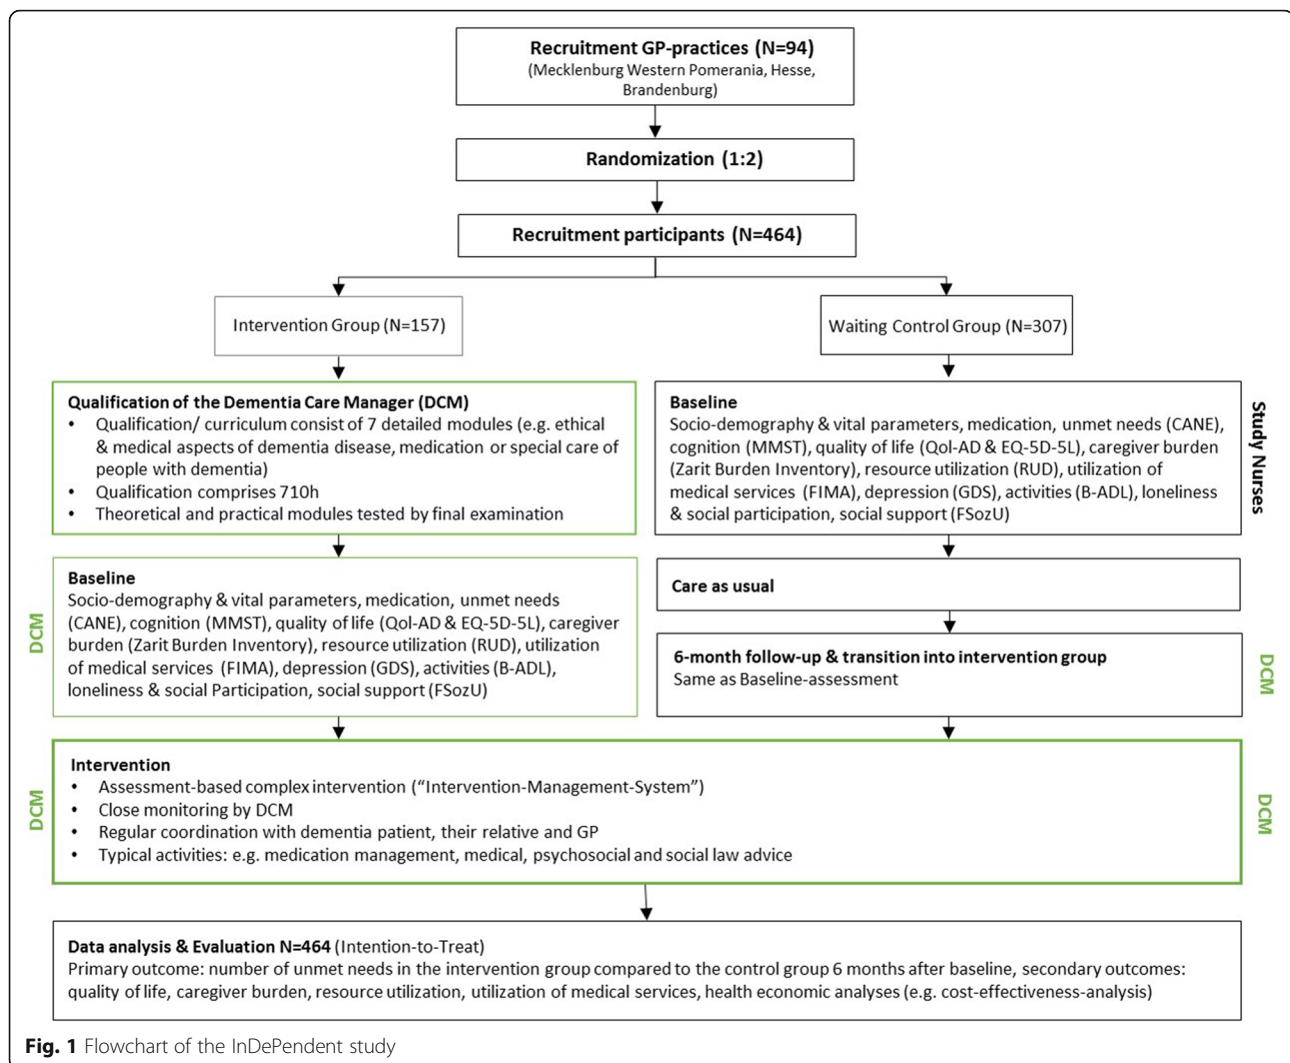 Recruitment GP-practices (N=94)
(Mecklenburg Western Pomerania, Hesse,
Brandenburg)
Randomization (1:2)
Recruitment participants (N=464)
Intervention Group (N=157)
Waiting Control Group (N=307)
Qualification of the Dementia Care Manager (DCM)
• Qualification/ curriculum consist of 7 detailed modules (e.g. ethical
& medical aspects of dementia disease, medication or special care of
people with dementia)
• Qualification comprises 710h
• Theoretical and practical modules tested by final examination
Baseline
Socio-demography & vital parameters, medication, unmet needs (CANE),
cognition (MMST), quality of life (Qol-AD & EQ-5D-5L), caregiver burden
(Zarit Burden Inventory), resource utilization (RUD), utilization of
medical services (FIMA), depression (GDS), activities (B-ADL), loneliness
& social participation, social support (FSozU)
Study Nurses
DCM
Baseline
Socio-demography & vital parameters, medication, unmet needs
(CANE), cognition (MMST), quality of life (Qol-AD & EQ-5D-5L), caregiver
burden (Zarit Burden Inventory), resource utilization (RUD), utilization
of medical services (FIMA), depression (GDS), activities (B-ADL),
loneliness & social Participation, social support (FSozU)
Care as usual
6-month follow-up & transition into intervention group
Same as Baseline-assessment
DCM
DCM
Intervention
• Assessment-based complex intervention (“Intervention-Management-System”)
• Close monitoring by DCM
• Regular coordination with dementia patient, their relative and GP
• Typical activities: e.g. medication management, medical, psychosocial and social law advice
DCM
Data analysis & Evaluation N=464 (Intention-to-Treat)
Primary outcome: number of unmet needs in the intervention group compared to the control group 6 months after baseline, secondary outcomes:
quality of life, caregiver burden, resource utilization, utilization of medical services, health economic analyses (e.g. cost-effectiveness-analysis)
Fig. 1 Flowchart of the InDePendent study